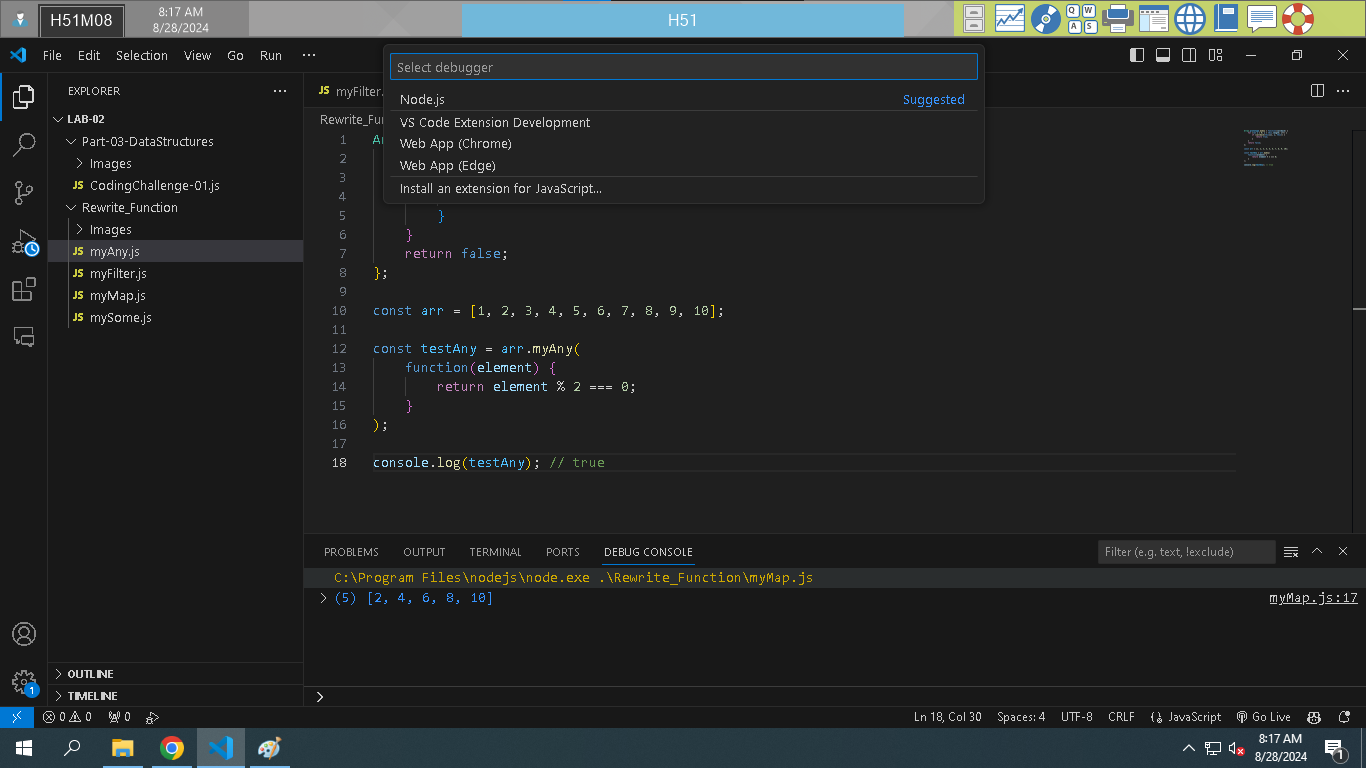 H51M08
8:17 AM
8/28/2024
H51
Q W
A S
File Edit Selection View Go Run ···
Select debugger
Node.js Suggested
VS Code Extension Development
Web App (Chrome)
Web App (Edge)
Install an extension for JavaScript...
EXPLORER ···
LAB-02
Part-03-DataStructures
Images
JS CodingChallenge-01.js
Rewrite_Function
Images
JS myAny.js
JS myFilter.js
JS myMap.js
JS mySome.js
OUTLINE
TIMELINE
JS myFilter.
Rewrite_Fu
1
2
3
4
5 }
6 }
7 return false;
8 };
9
10 const arr = [1, 2, 3, 4, 5, 6, 7, 8, 9, 10];
11
12 const testAny = arr.myAny(
13 function(element) {
14 return element % 2 === 0;
15 }
16 );
17
18 console.log(testAny); // true
PROBLEMS OUTPUT TERMINAL PORTS DEBUG CONSOLE Filter (e.g. text, !exclude)
C:\Program Files\nodejs\node.exe .\Rewrite_Function\myMap.js
> (5) [2, 4, 6, 8, 10] myMap.js:17
>
1
0 0 0 Ln 18, Col 30 Spaces: 4 UTF-8 CRLF {} JavaScript Go Live
8:17 AM
8/28/2024
1